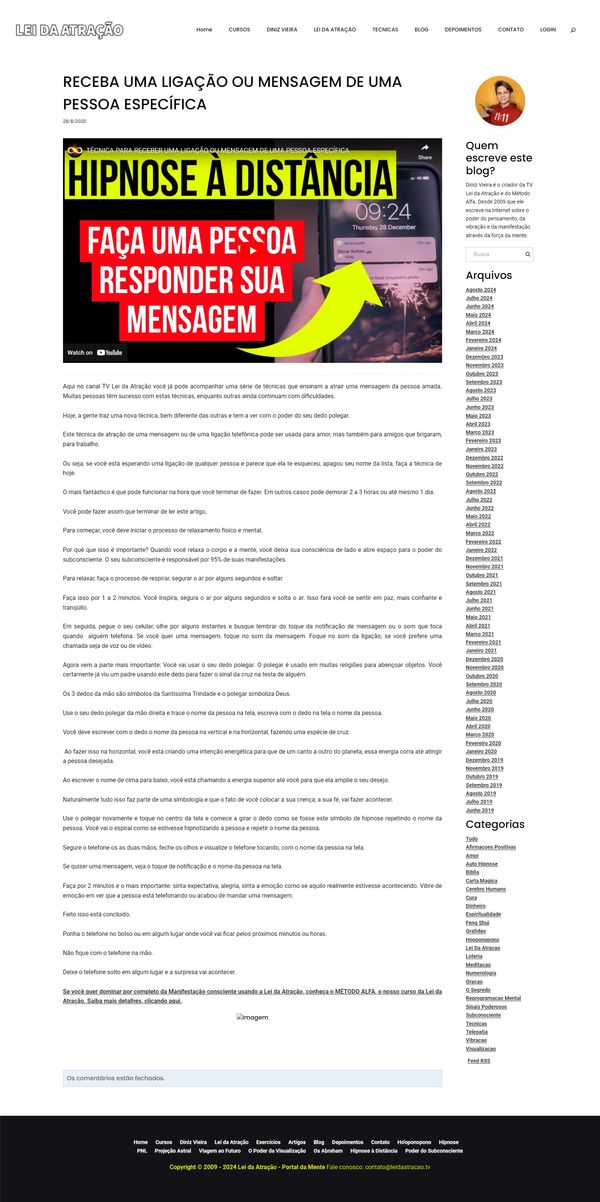 LEI DA ATRAÇÃO
Home CURSOS DINIZ VIEIRA LEI DA ATRAÇÃO TECNICAS BLOG DEPOIMENTOS CONTATO LOGIN
RECEBA UMA LIGAÇÃO OU MENSAGEM DE UMA
PESSOA ESPECÍFICA
28/8/2020
TÉCNICA PARA RECEBER UMA LIGAÇÃO OU MENSAGEM DE UMA PESSOA ESPECÍFICA
Share
HIPNOSE À DISTÂNCIA
09:24
Thursday 28 December
FAÇA UMA PESSOA
RESPONDER SUA
MENSAGEM
Watch on YouTube
Aqui no canal TV Lei da Atração você já pode acompanhar uma série de técnicas que ensinam a atrair uma mensagem da pessoa amada.
Muitas pessoas têm sucesso com estas técnicas, enquanto outras ainda continuam com dificuldades.
Hoje, a gente traz uma nova técnica, bem diferente das outras e tem a ver com o poder do seu dedo polegar.
Este técnica de atração de uma mensagem ou de uma ligação telefônica pode ser usada para amor, mas também para amigos que brigaram,
para trabalho.
Ou seja, se você está esperando uma ligação de qualquer pessoa e parece que ela te esqueceu, apagou seu nome da lista, faça a técnica de
hoje.
O mais fantástico é que pode funcionar na hora que você terminar de fazer. Em outros casos pode demorar 2 a 3 horas ou até mesmo 1 dia.
Você pode fazer assim que terminar de ler este artigo.
Para começar, você deve iniciar o processo de relaxamento físico e mental.
Por quê que isso é importante? Quando você relaxa o corpo e a mente, você deixa sua consciência de lado e abre espaço para o poder do
subconsciente. O seu subconsciente é responsável por 95% de suas manifestações.
Para relaxar, faça o processo de respirar, segurar o ar por alguns segundos e soltar.
Faça isso por 1 a 2 minutos. Você inspira, segura o ar por alguns segundos e solta o ar. Isso fará você se sentir em paz, mais confiante e
tranqüilo.
Em seguida, pegue o seu celular, olhe por alguns instantes e busque lembrar do toque da notificação de mensagem ou o som que toca
quando alguém telefona. Se você quer uma mensagem, foque no som da mensagem. Foque no som da ligação, se você prefere uma
chamada seja de voz ou de vídeo.
Agora vem a parte mais importante: Você vai usar o seu dedo polegar. O polegar é usado em muitas religiões para abençoar objetos. Você
certamente já viu um padre usando este dedo para fazer o sinal da cruz na testa de alguém.
Os 3 dedos da mão são símbolos da Santíssima Trindade e o polegar simboliza Deus.
Use o seu dedo polegar da mão direita e trace o nome da pessoa na tela, escreva com o dedo na tela o nome da pessoa.
Você deve escrever com o dedo o nome da pessoa na vertical e na horizontal, fazendo uma espécie de cruz.
Ao fazer isso na horizontal, você está criando uma intenção energética para que de um canto a outro do planeta, essa energia corra até atingir
a pessoa desejada.
Ao escrever o nome de cima para baixo, você está chamando a energia superior até você para que ela amplie o seu desejo.
Naturalmente tudo isso faz parte de uma simbologia e que o fato de você colocar a sua crença, a sua fé, vai fazer acontecer.
Use o polegar novamente e toque no centro da tela e comece a girar o dedo como se fosse este símbolo de hipnose repetindo o nome da
pessoa. Você vai o espiral como se estivesse hipnotizando a pessoa e repetir o nome da pessoa.
Segure o telefone os as duas mãos, feche os olhos e visualize o telefone tocando, com o nome da pessoa na tela.
Se quiser uma mensagem, veja o toque de notificação e o nome da pessoa na tela.
Faça por 2 minutos e o mais importante: sinta expectativa, alegria, sinta a emoção como se aquilo realmente estivesse acontecendo. Vibre de
emoção em ver que a pessoa está telefonando ou acabou de mandar uma mensagem.
Feito isso está concluído.
Ponha o telefone no bolso ou em algum lugar onde você vai ficar pelos próximos minutos ou horas.
Não fique com o telefone na mão.
Deixe o telefone solto em algum lugar e a surpresa vai acontecer.
Se você quer dominar por completo da Manifestação consciente usando a Lei da Atração, conheça o MÉTODO ALFA, o nosso curso da Lei da
Atração. Saiba mais detalhes, clicando aqui.
Imagem
Os comentários estão fechados.
11:11
Quem
escreve este
blog?
Diniz Vieira é o criador da TV
Lei da Atração e do Método
Alfa. Desde 2009 que ele
escreve na Internet sobre o
poder do pensamento, da
vibração e da manifestação
através da força da mente.
Busca
Arquivos
Agosto 2024
Julho 2024
Junho 2024
Maio 2024
Abril 2024
Março 2024
Fevereiro 2024
Janeiro 2024
Dezembro 2023
Novembro 2023
Outubro 2023
Setembro 2023
Agosto 2023
Julho 2023
Junho 2023
Maio 2023
Abril 2023
Março 2023
Fevereiro 2023
Janeiro 2023
Dezembro 2022
Novembro 2022
Outubro 2022
Setembro 2022
Agosto 2022
Julho 2022
Junho 2022
Maio 2022
Abril 2022
Março 2022
Fevereiro 2022
Janeiro 2022
Dezembro 2021
Novembro 2021
Outubro 2021
Setembro 2021
Agosto 2021
Julho 2021
Junho 2021
Maio 2021
Abril 2021
Março 2021
Fevereiro 2021
Janeiro 2021
Dezembro 2020
Novembro 2020
Outubro 2020
Setembro 2020
Agosto 2020
Julho 2020
Junho 2020
Maio 2020
Abril 2020
Março 2020
Fevereiro 2020
Janeiro 2020
Dezembro 2019
Novembro 2019
Outubro 2019
Setembro 2019
Agosto 2019
Julho 2019
Junho 2019
Categorias
Tudo
Afirmacoes Positivas
Amor
Auto Hipnose
Biblia
Carta Magica
Cerebro Humano
Cura
Dinheiro
Espiritualidade
Feng Shui
Gratidao
Hooponopono
Lei Da Atracao
Loteria
Meditacao
Numerologia
Oracao
O Segredo
Reprogramacao Mental
Sinais Poderosos
Subconsciente
Tecnicas
Telepatia
Vibracao
Visualizacao
Feed RSS
Home Cursos Diniz Vieira Lei da Atração Exercícios Artigos Blog Depoimentos Contato Ho'oponopono Hipnose
PNL Projeção Astral Viagem ao Futuro O Poder da Visualização Os Abraham Hipnose à Distância Poder do Subconsciente
Copyright © 2009 - 2024 Lei da Atração - Portal da Mente Fale conosco: contato@leidaatracao.tv